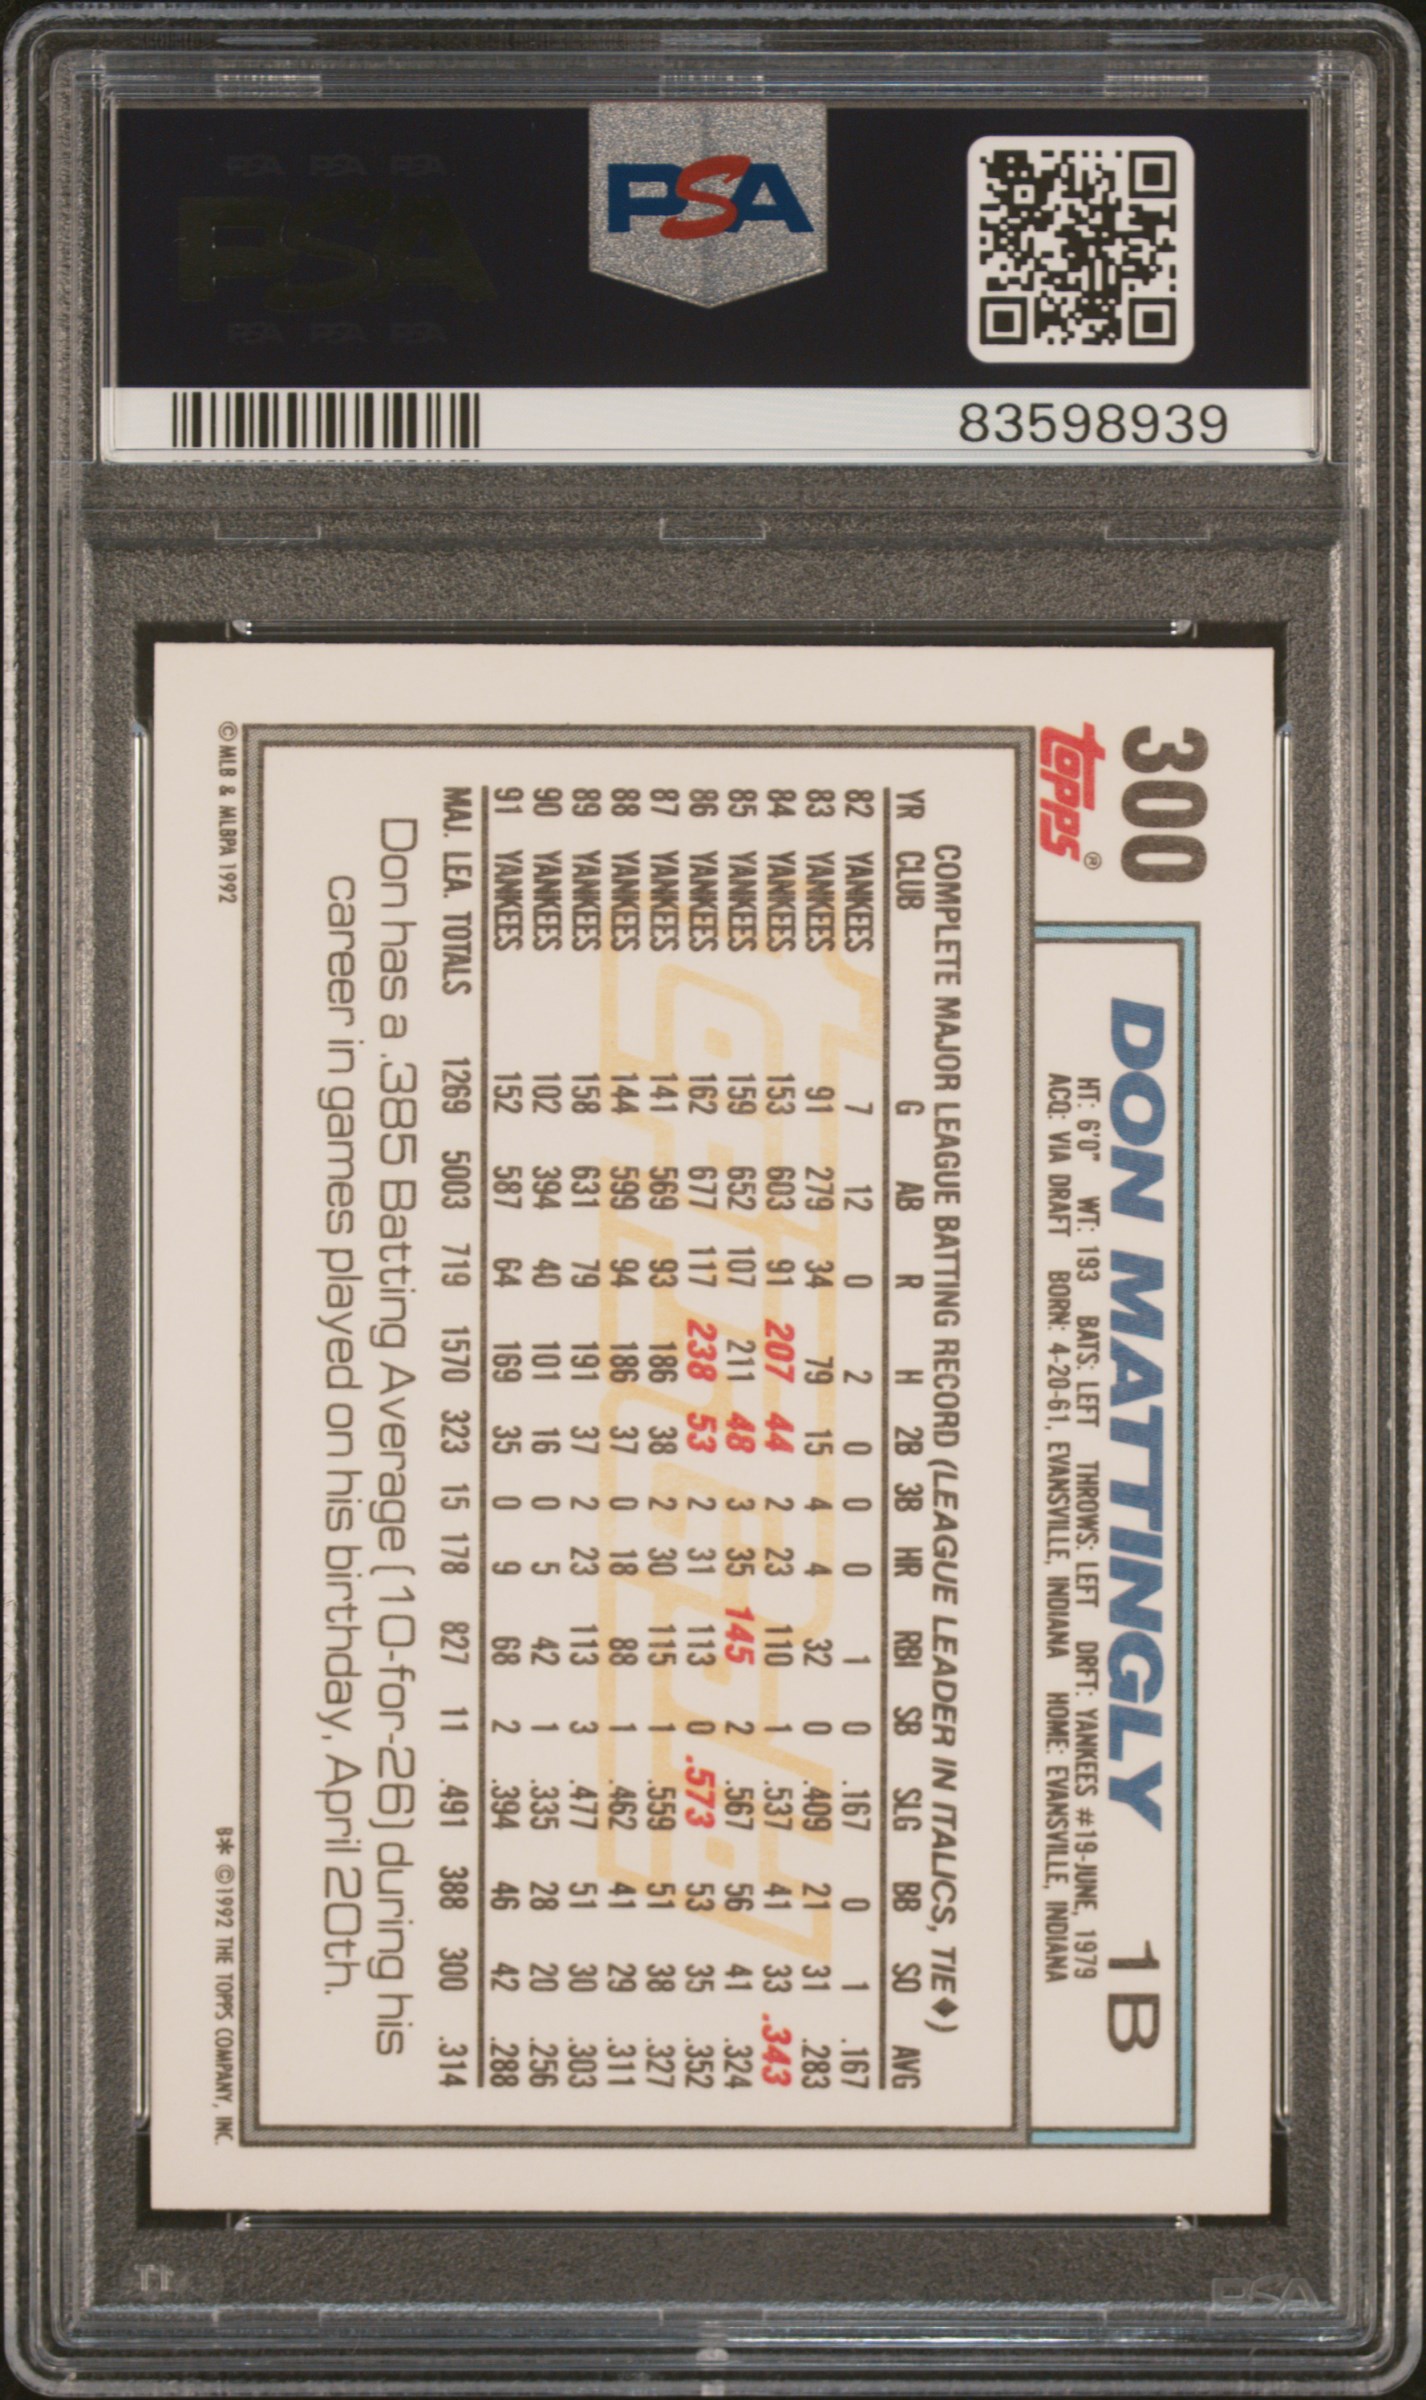 PSA PSA PSA
PSA
PSA PSA PSA
PSA
83598939
300
topps®
DON MATTINGLY 1B
HT: 6'0" WT: 193 BATS: LEFT THROWS: LEFT DRFT: YANKEES #19-JUNE, 1979
ACQ: VIA DRAFT BORN: 4-20-61, EVANSVILLE, INDIANA HOME: EVANSVILLE, INDIANA
COMPLETE MAJOR LEAGUE BATTING RECORD (LEAGUE LEADER IN ITALICS, TIE◆)
YR CLUB G AB R H 2B 3B HR RBI SB SLG BB SO AVG
82 YANKEES 7 12 0 2 0 0 0 1 0 .167 0 1 .167
83 YANKEES 91 279 34 79 15 4 4 32 0 .409 21 31 .283
84 YANKEES 153 603 91 207 44 2 23 110 1 .537 41 33 .343
85 YANKEES 159 652 107 211 48 3 35 145 2 .567 56 41 .324
86 YANKEES 162 677 117 238 53 2 31 113 0 .573 53 35 .352
87 YANKEES 141 569 93 186 38 2 30 115 1 .559 51 38 .327
88 YANKEES 144 599 94 186 37 0 18 88 1 .462 41 29 .311
89 YANKEES 158 631 79 191 37 2 23 113 3 .477 51 30 .303
90 YANKEES 102 394 40 101 16 0 5 42 1 .335 28 20 .256
91 YANKEES 152 587 64 169 35 0 9 68 2 .394 46 42 .288
MAJ. LEA. TOTALS 1269 5003 719 1570 323 15 178 827 11 .491 388 300 .314
Don has a .385 Batting Average (10-for-26) during his
career in games played on his birthday, April 20th.
© MLB & MLBPA 1992
B* ©1992 THE TOPPS COMPANY, INC.
PSA